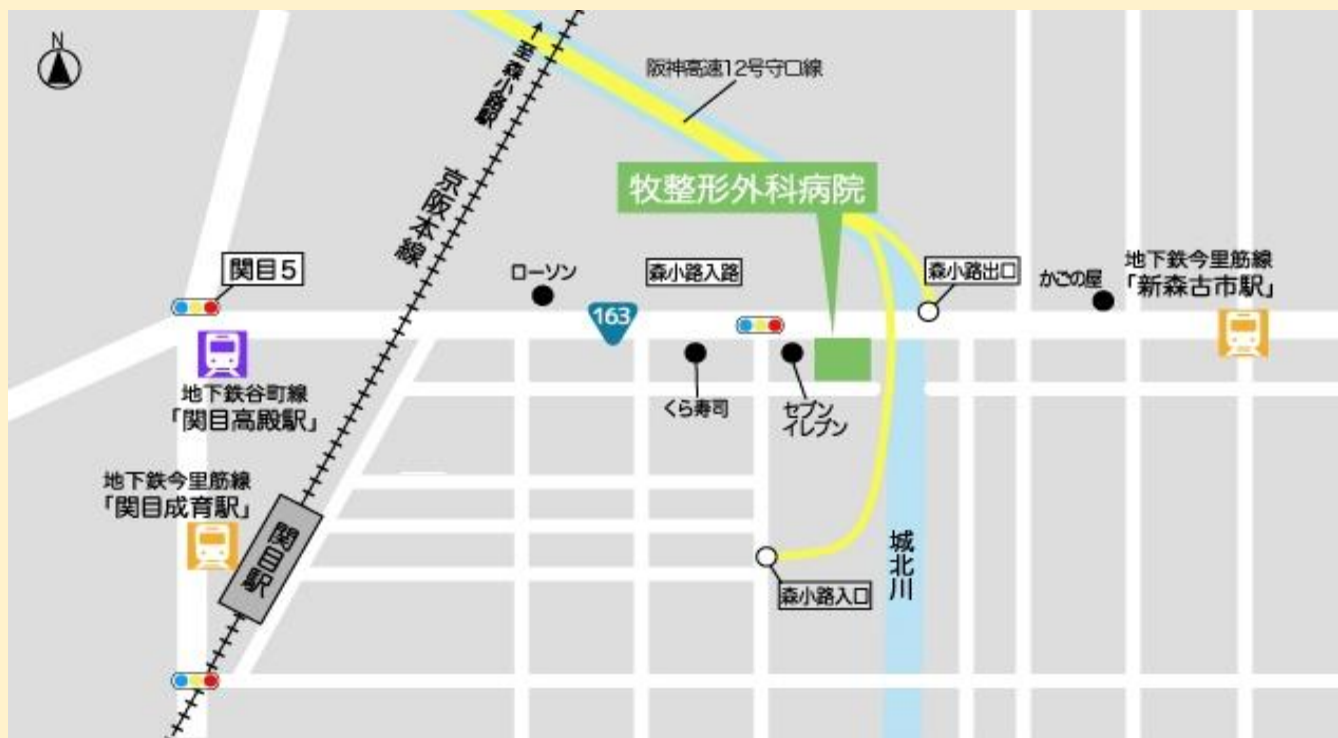 N
↑至森小路駅
阪神高速12号守口線
京阪本線
牧整形外科病院
関目5
ローソン
森小路入路
森小路出口
かごの屋
地下鉄今里筋線
「新森古市駅」
163
地下鉄谷町線
「関目高殿駅」
くら寿司
セブン
イレブン
地下鉄今里筋線
「関目成育駅」
関目駅
城北川
森小路入口